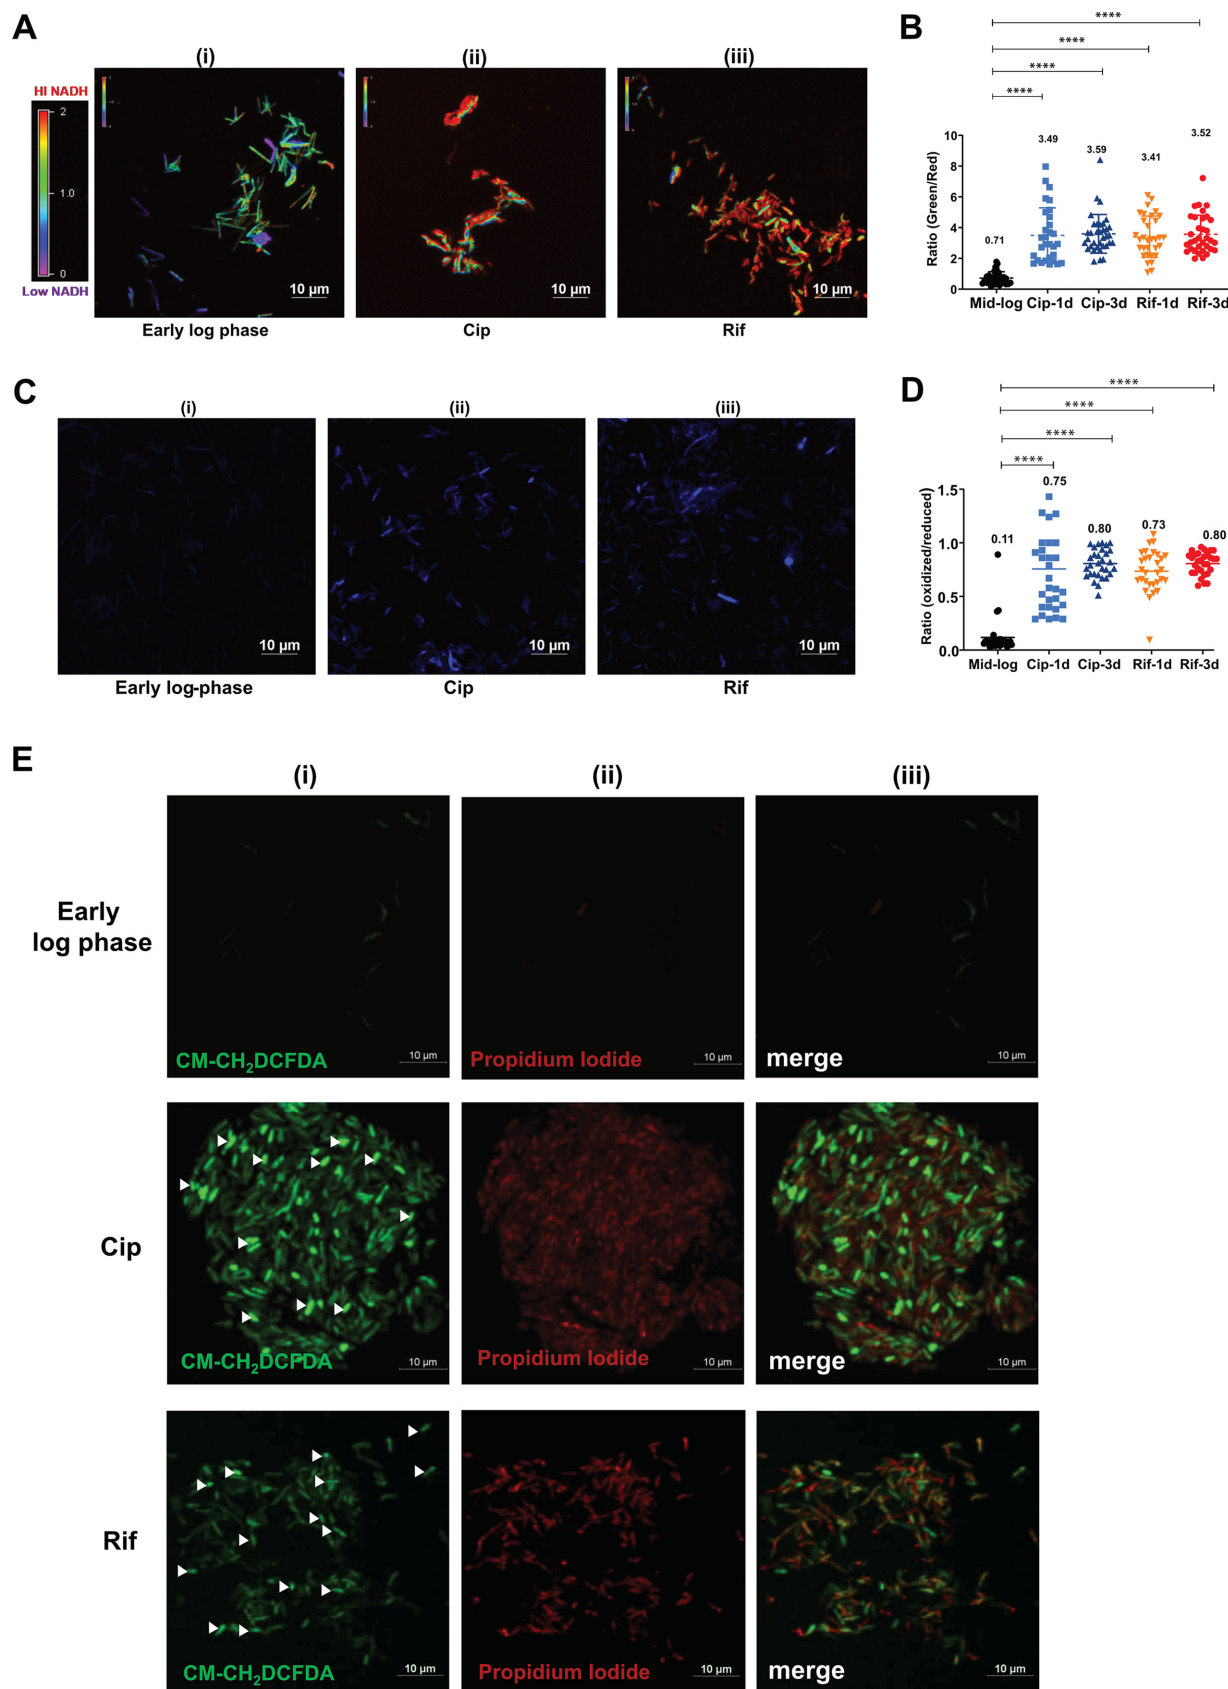 A
(i)
(ii)
(iii)
HI NADH
2
1.0
0
Low NADH
10 µm
10 µm
10 µm
Early log phase
Cip
Rif
B
****
****
****
****
Ratio (Green/Red)
10
8
6
4
2
0
0.71
3.49
3.59
3.41
3.52
Mid-log
Cip-1d
Cip-3d
Rif-1d
Rif-3d
C
(i)
(ii)
(iii)
10 µm
10 µm
10 µm
Early log-phase
Cip
Rif
D
****
****
****
****
Ratio (oxidized/reduced)
1.5
1.0
0.5
0.0
0.11
0.75
0.80
0.73
0.80
Mid-log
Cip-1d
Cip-3d
Rif-1d
Rif-3d
E
(i)
(ii)
(iii)
Early
log phase
CM-CH₂DCFDA
10 µm
Propidium Iodide
10 µm
merge
10 µm
Cip
CM-CH₂DCFDA
10 µm
Propidium Iodide
10 µm
merge
10 µm
Rif
CM-CH₂DCFDA
10 µm
Propidium Iodide
10 µm
merge
10 µm